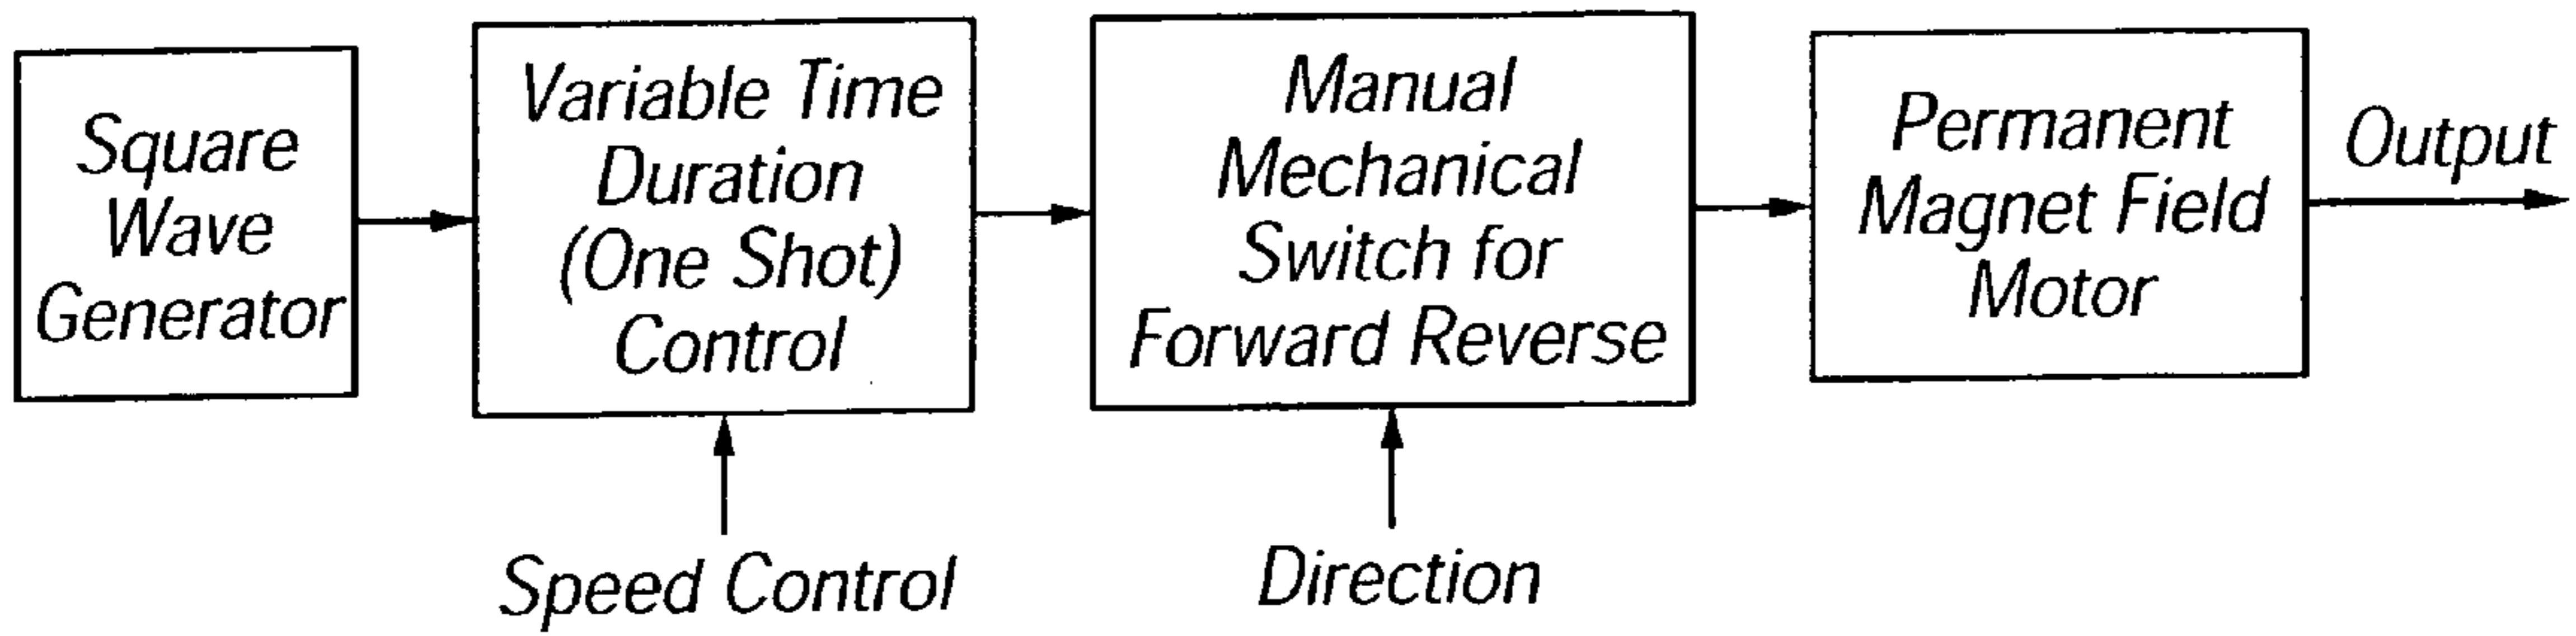 Square
Wave
Generator
Variable Time
Duration
(One Shot)
Control
Manual
Mechanical
Switch for
Forward Reverse
Permanent
Magnet Field
Motor
Output
Speed Control
Direction